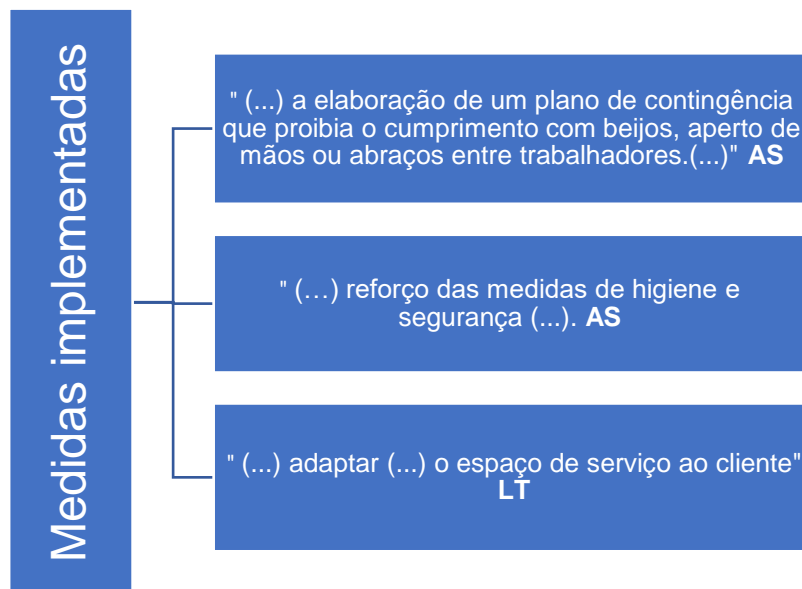 Medidas implementadas
" (...) a elaboração de um plano de contingência
que proibia o cumprimento com beijos, aperto de
mãos ou abraços entre trabalhadores.(...)" AS
" (...) reforço das medidas de higiene e
segurança (...). AS
" (...) adaptar (...) o espaço de serviço ao cliente"
LT